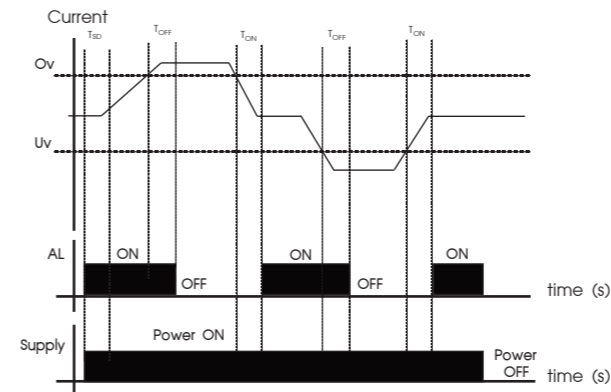 Current
TSD TOFF TON TOFF TON
Ov
Uv
AL ON ON ON
OFF OFF
time (s)
Supply Power ON
Power
OFF
time (s)